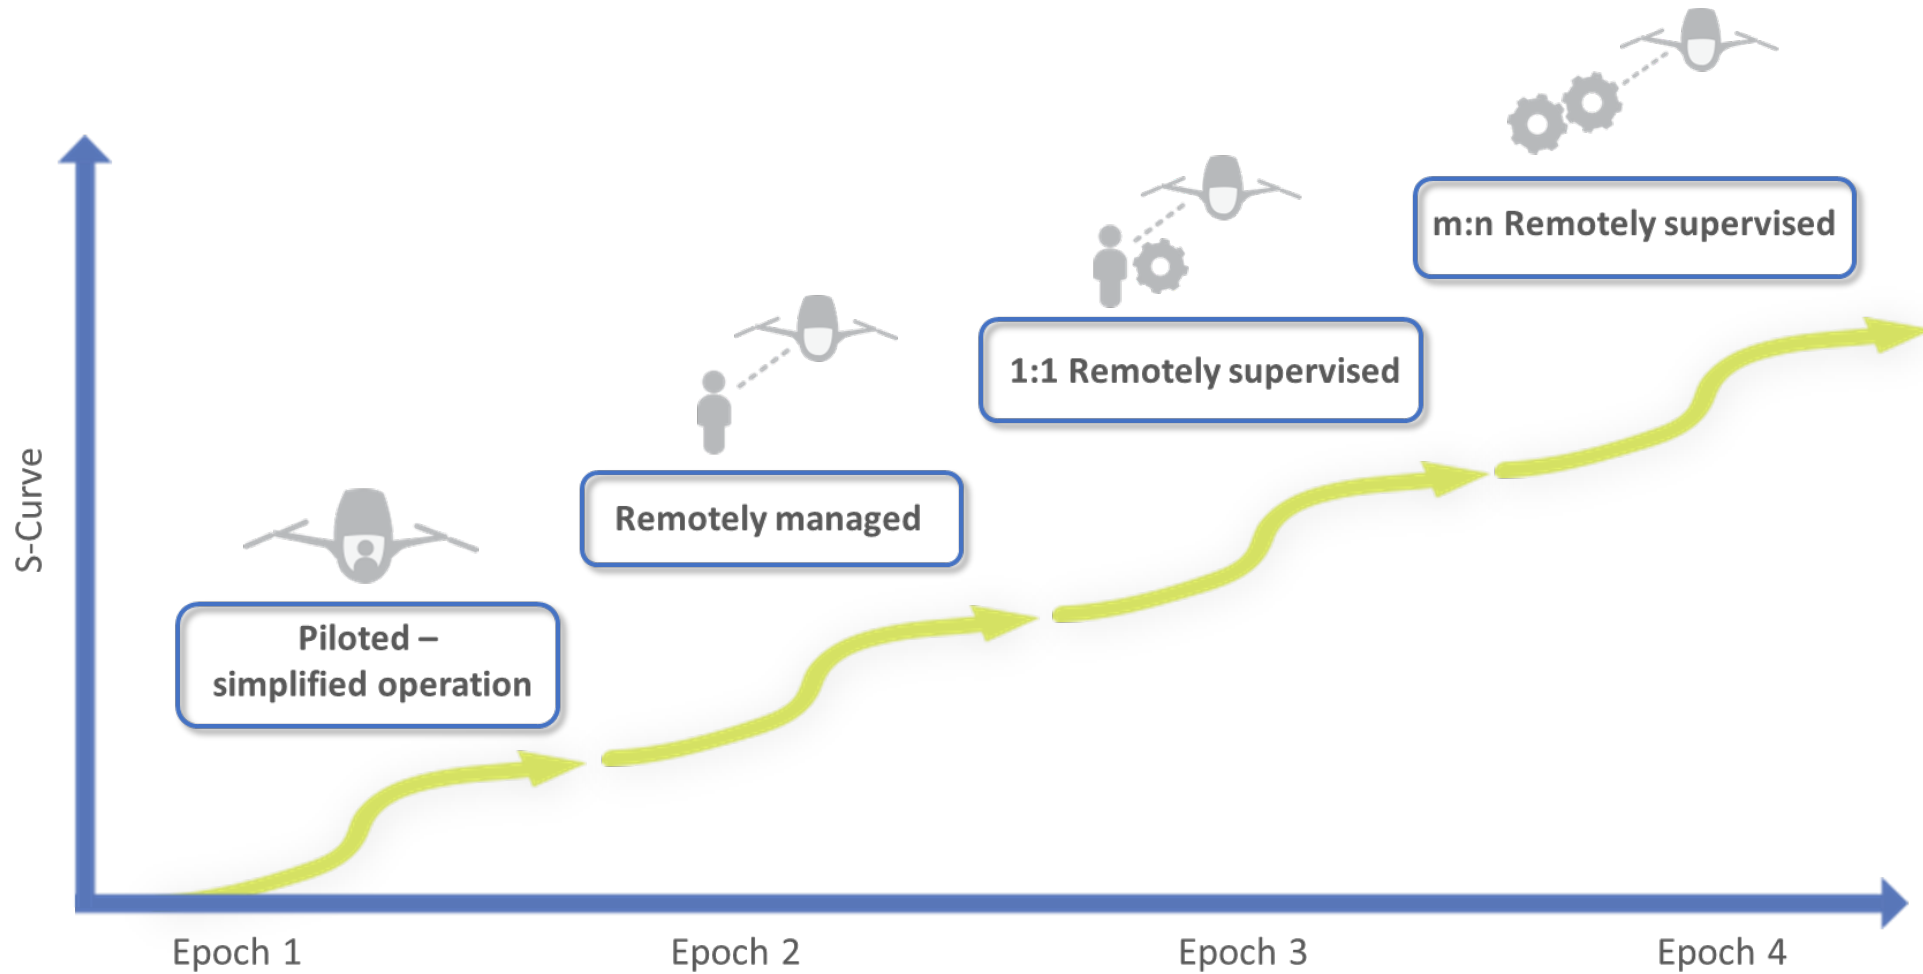 m:n Remotely supervised
1:1 Remotely supervised
Remotely managed
Piloted –
simplified operation
S-Curve
Epoch 1
Epoch 2
Epoch 3
Epoch 4